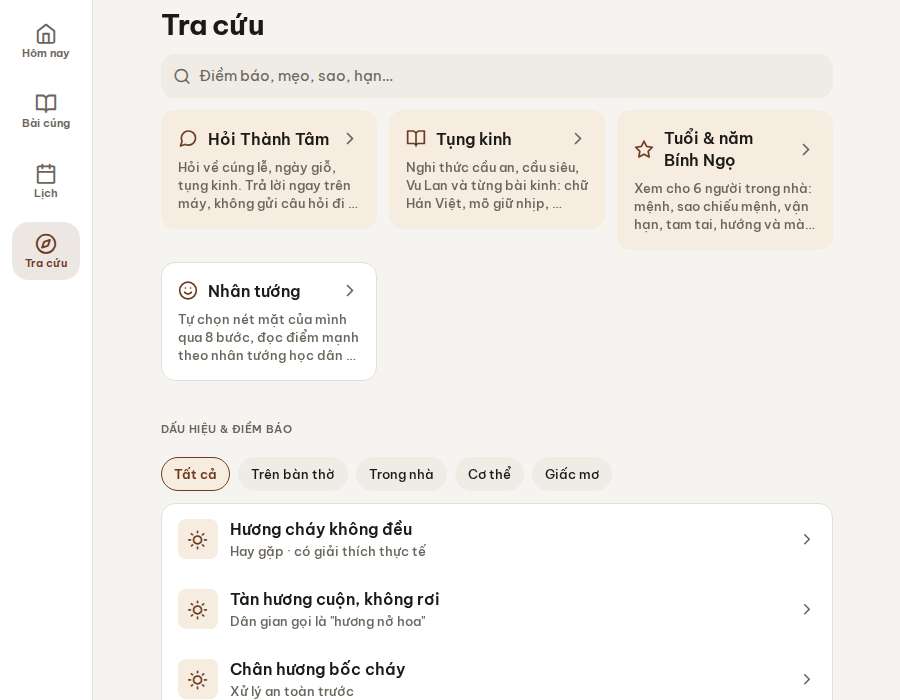 Hôm nay
Bài cúng
Lịch
Tra cứu
Tra cứu
Điềm báo, mẹo, sao, hạn…
Hỏi Thành Tâm
Hỏi về cúng lễ, ngày giỗ,
tụng kinh. Trả lời ngay trên
máy, không gửi câu hỏi đi …
Tụng kinh
Nghi thức cầu an, cầu siêu,
Vu Lan và từng bài kinh: chữ
Hán Việt, mõ giữ nhịp, …
Tuổi & năm
Bính Ngọ
Xem cho 6 người trong nhà:
mệnh, sao chiếu mệnh, vận
hạn, tam tai, hướng và mà…
Nhân tướng
Tự chọn nét mặt của mình
qua 8 bước, đọc điểm mạnh
theo nhân tướng học dân …
DẤU HIỆU & ĐIỀM BÁO
Tất cả
Trên bàn thờ
Trong nhà
Cơ thể
Giấc mơ
Hương cháy không đều
Hay gặp · có giải thích thực tế
Tàn hương cuộn, không rơi
Dân gian gọi là "hương nở hoa"
Chân hương bốc cháy
Xử lý an toàn trước